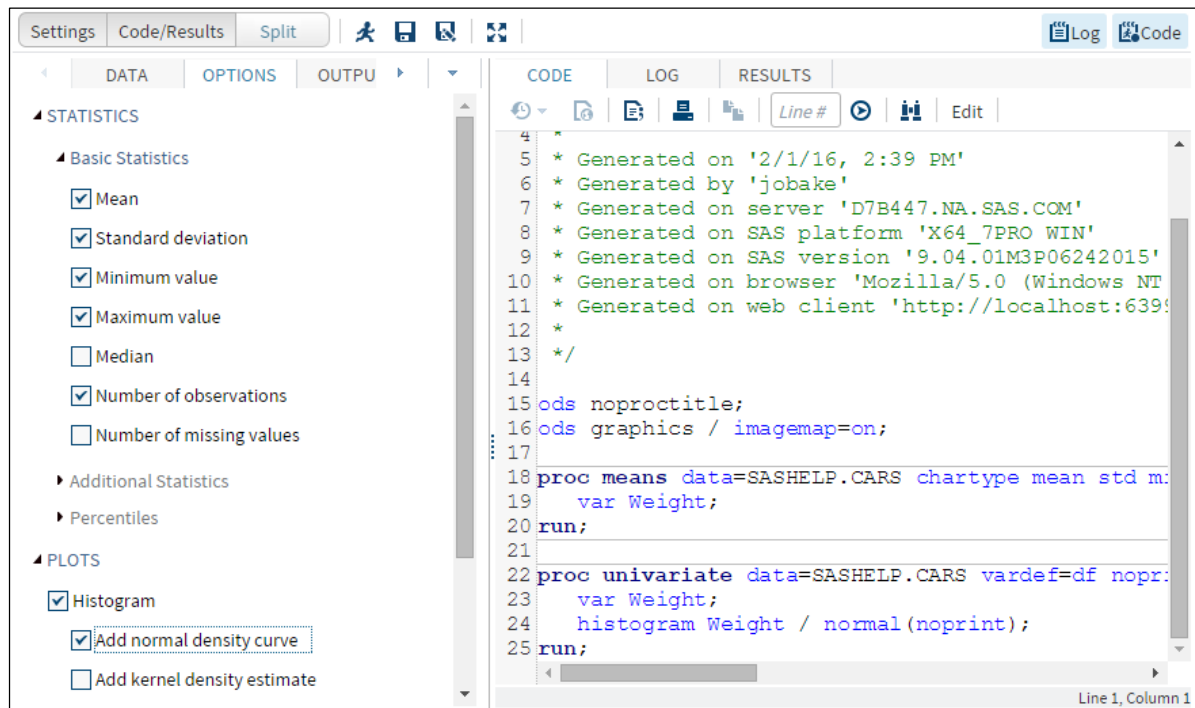 Settings Code/Results Split Log Code
DATA OPTIONS OUTPU
STATISTICS
Basic Statistics
Mean
Standard deviation
Minimum value
Maximum value
Median
Number of observations
Number of missing values
Additional Statistics
Percentiles
PLOTS
Histogram
Add normal density curve
Add kernel density estimate
CODE LOG RESULTS
Line # Edit
4 *
5 * Generated on '2/1/16, 2:39 PM'
6 * Generated by 'jobake'
7 * Generated on server 'D7B447.NA.SAS.COM'
8 * Generated on SAS platform 'X64_7PRO WIN'
9 * Generated on SAS version '9.04.01M3P06242015'
10 * Generated on browser 'Mozilla/5.0 (Windows NT
11 * Generated on web client 'http://localhost:639
12 *
13 */
14
15 ods noproctitle;
16 ods graphics / imagemap=on;
17
18 proc means data=SASHELP.CARS chartype mean std m
19 var Weight;
20 run;
21
22 proc univariate data=SASHELP.CARS vardef=df nopr
23 var Weight;
24 histogram Weight / normal(noprint);
25 run;
Line 1, Column 1